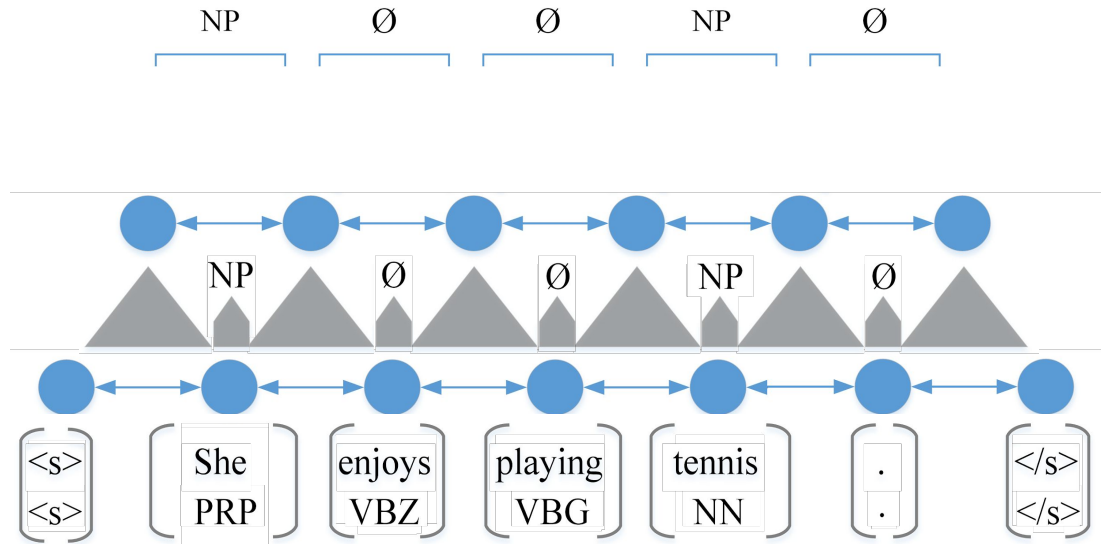 NP Ø Ø NP Ø
NP Ø Ø NP Ø
<s> She enjoys playing tennis . </s>
<s> PRP VBZ VBG NN . </s>